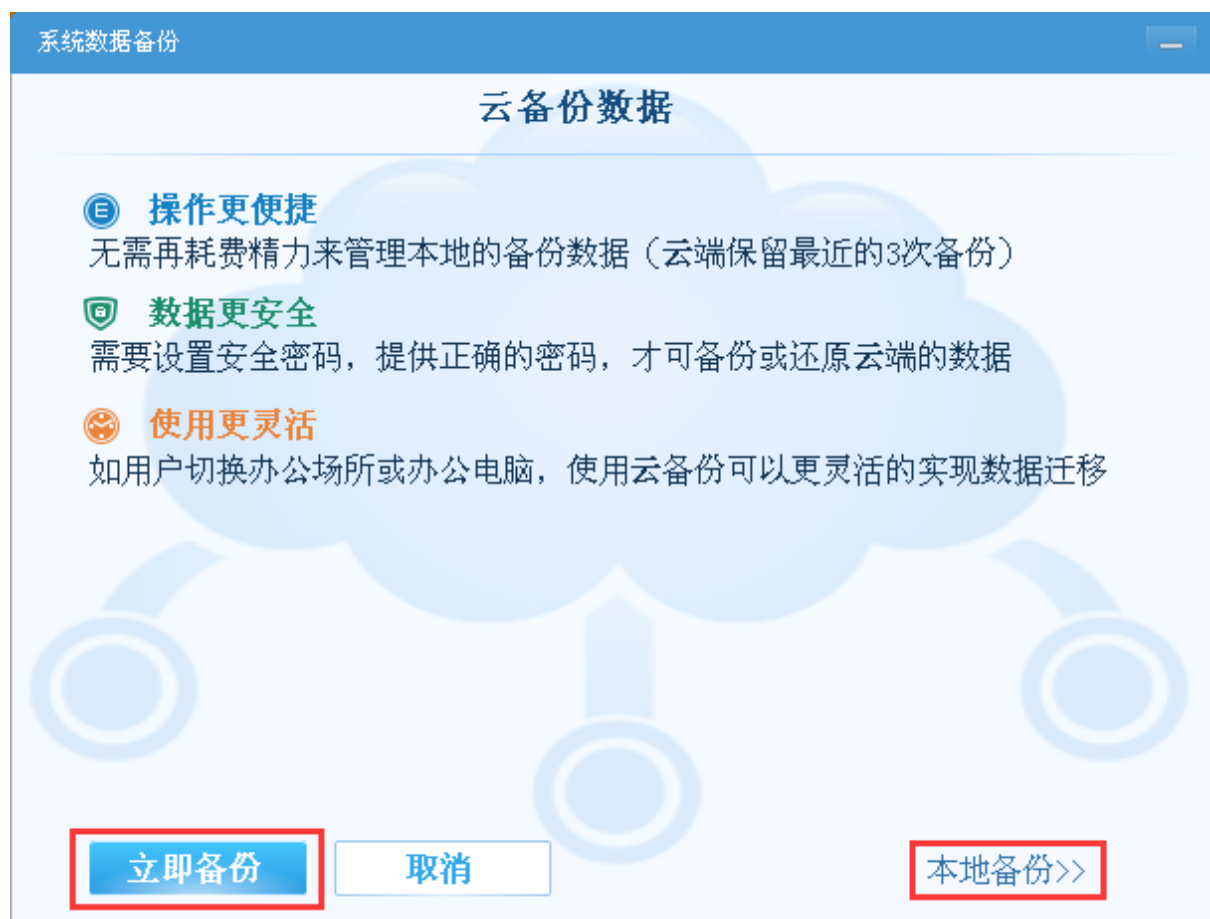 系统数据备份
云备份数据
操作更便捷
无需再耗费精力来管理本地的备份数据（云端保留最近的3次备份）
数据更安全
需要设置安全密码，提供正确的密码，才可备份或还原云端的数据
使用更灵活
如用户切换办公场所或办公电脑，使用云备份可以更灵活的实现数据迁移
立即备份 取消 本地备份>>